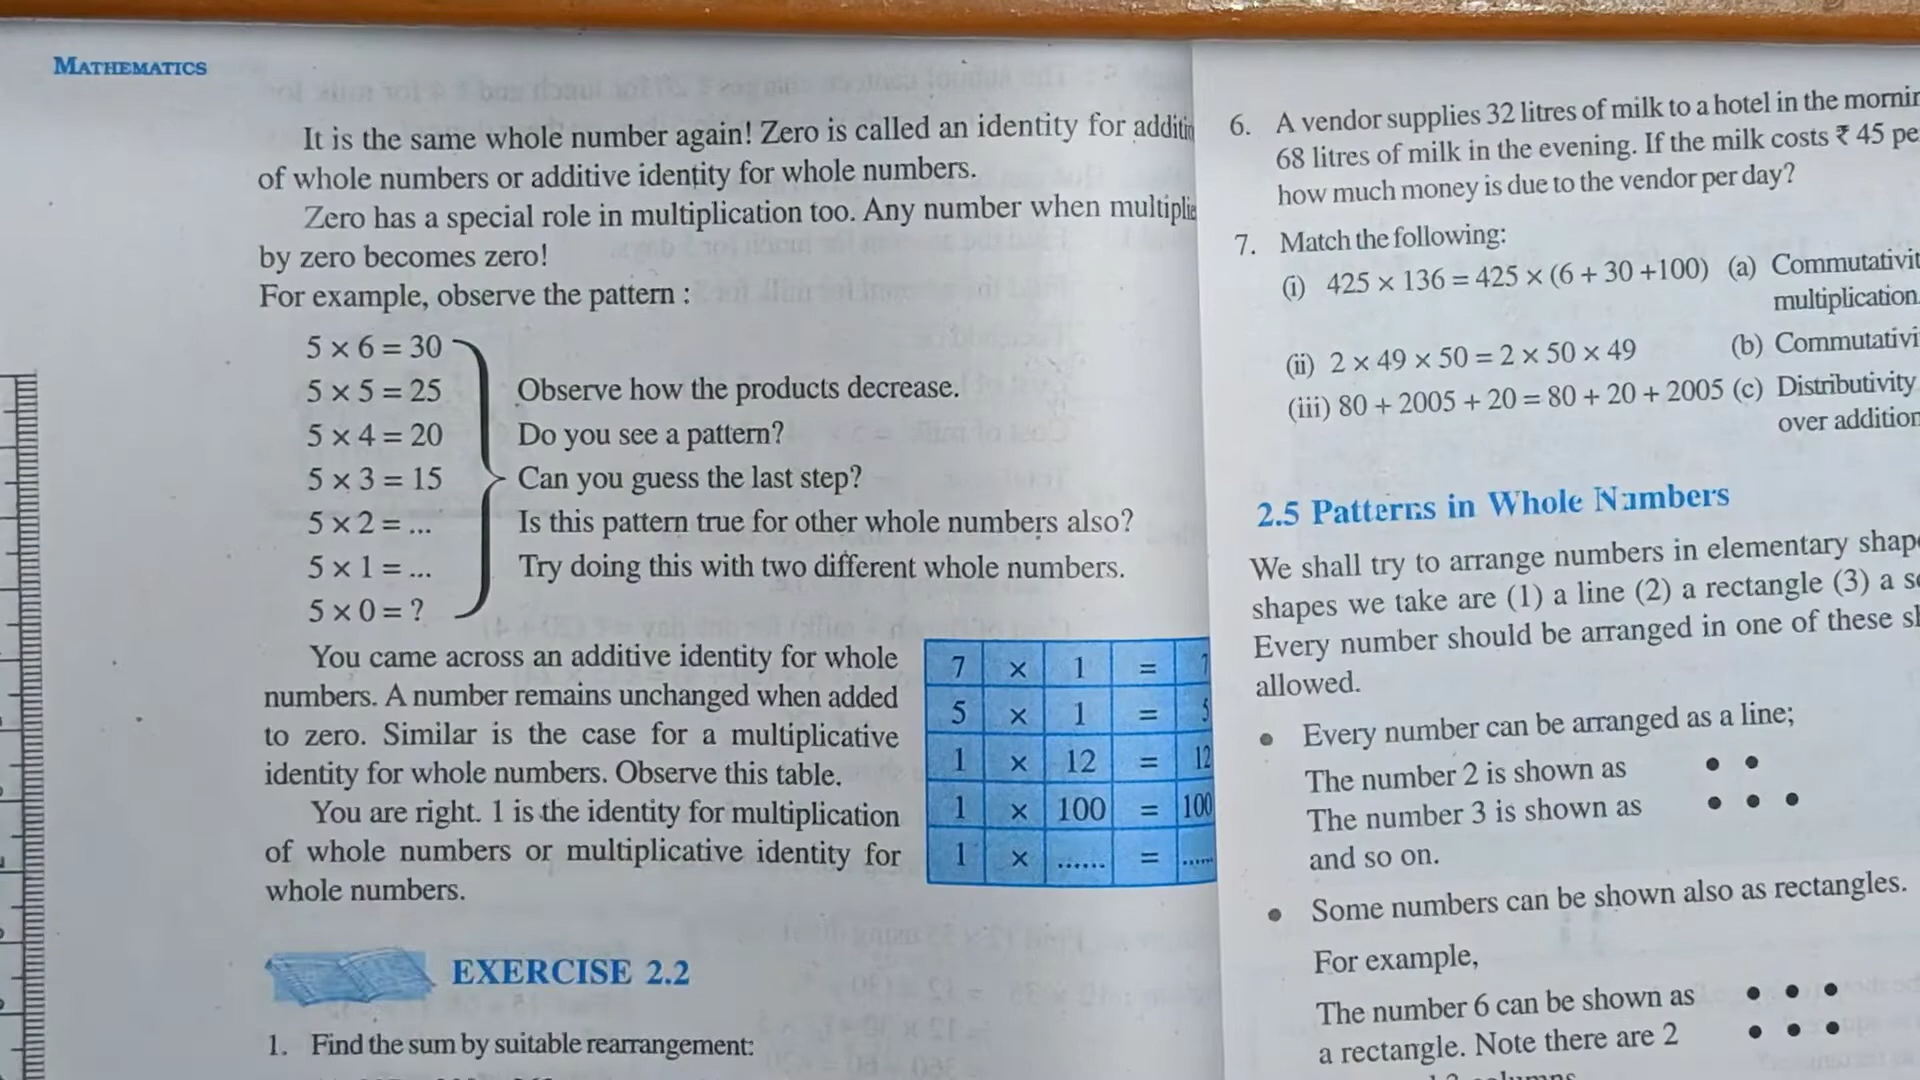 MATHEMATICS
It is the same whole number again! Zero is called an identity for
of whole numbers or additive identity for whole numbers.
Zero has a special role in multiplication too. Any number when
by zero becomes zero!
For example, observe the pattern :
5 × 6 = 30
5 × 5 = 25 Observe how the products decrease.
5 × 4 = 20 Do you see a pattern?
5 × 3 = 15 Can you guess the last step?
5 × 2 = ... Is this pattern true for other whole numbers also?
5 × 1 = ... Try doing this with two different whole numbers.
5 × 0 = ?
You came across an additive identity for whole
numbers. A number remains unchanged when added
to zero. Similar is the case for a multiplicative
identity for whole numbers. Observe this table.
You are right. 1 is the identity for multiplication
of whole numbers or multiplicative identity for
whole numbers.
7 × 1 = 7
5 × 1 = 5
1 × 12 = 12
1 × 100 = 100
1 × ...... = ......
EXERCISE 2.2
1. Find the sum by suitable rearrangement:
6. A vendor supplies 32 litres of milk to a hotel in the
68 litres of milk in the evening. If the milk costs ₹ 45
how much money is due to the vendor per day?
7. Match the following:
(i) 425 × 136 = 425 × (6 + 30 +100) (a)
multiplication.
(ii) 2 × 49 × 50 = 2 × 50 × 49 (b)
(iii) 80 + 2005 + 20 = 80 + 20 + 2005 (c) Distributivity
over addition
2.5 Patterns in Whole Numbers
We shall try to arrange numbers in elementary
shapes we take are (1) a line (2) a rectangle (3) a
Every number should be arranged in one of these
allowed.
• Every number can be arranged as a line;
The number 2 is shown as
The number 3 is shown as
and so on.
• Some numbers can be shown also as rectangles.
For example,
The number 6 can be shown as
a rectangle. Note there are 2